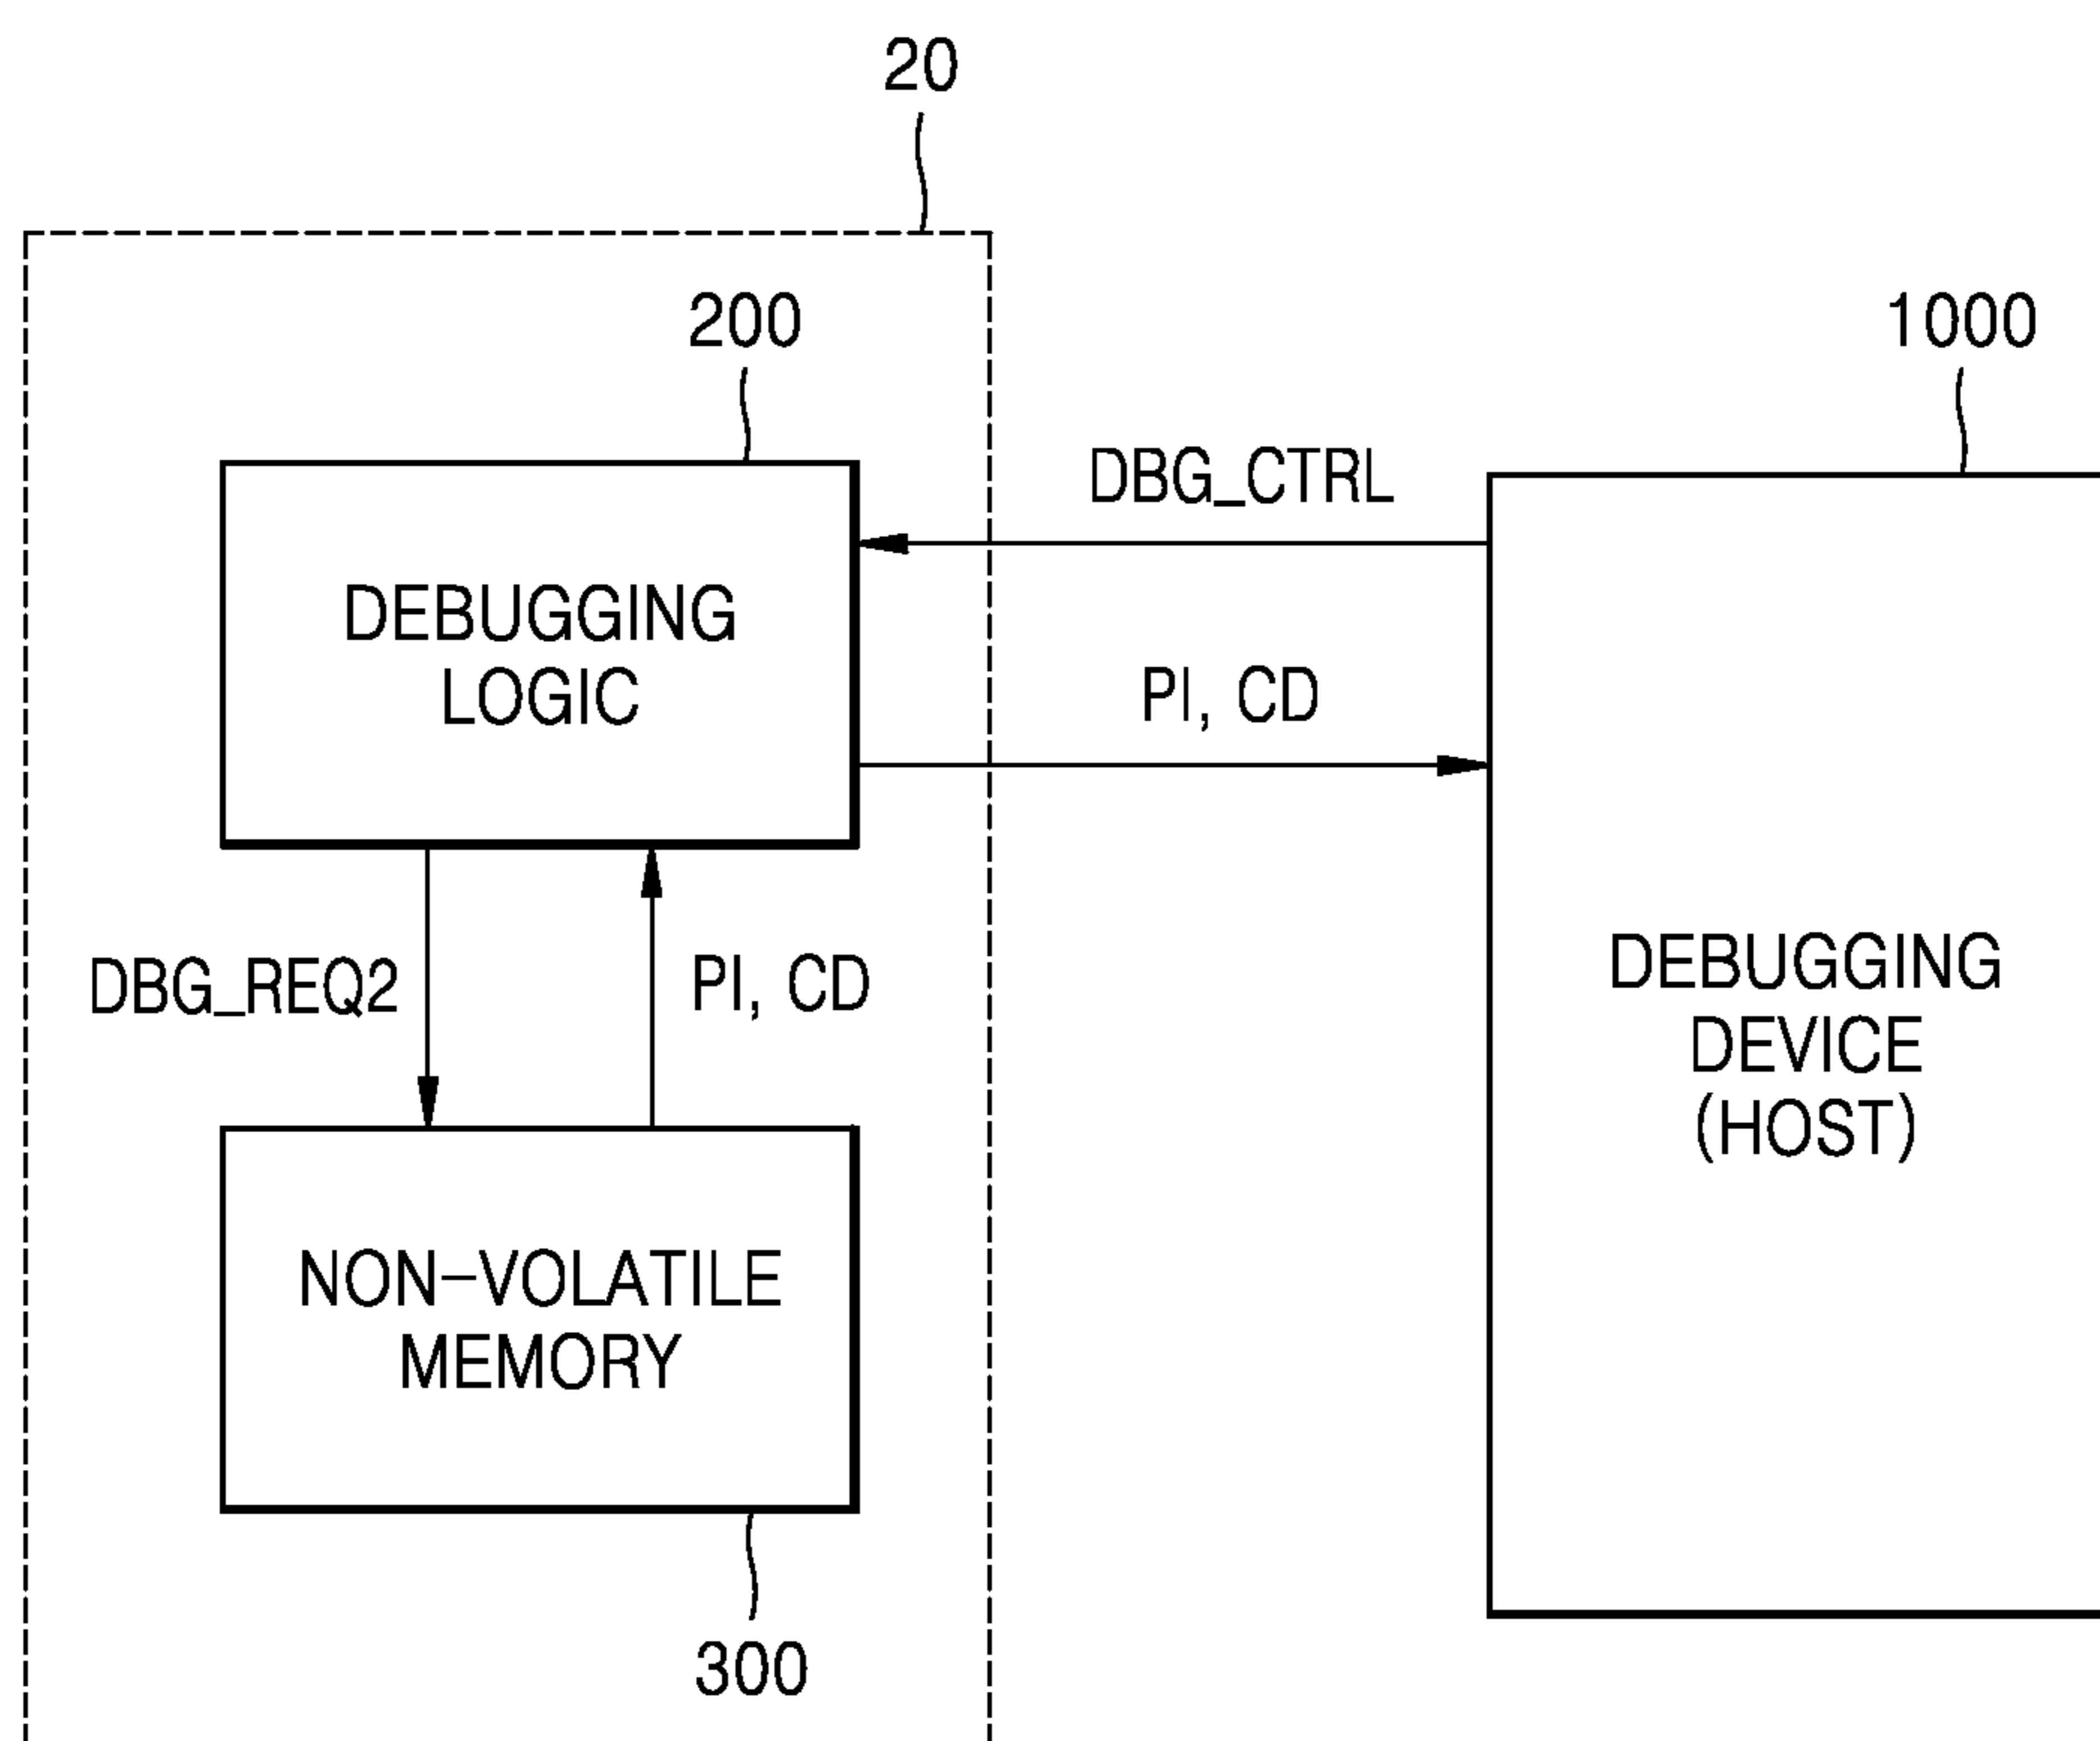 20
200
1000
DBG_CTRL
DEBUGGING
LOGIC
PI, CD
DBG_REQ2
PI, CD
DEBUGGING
DEVICE
(HOST)
NON-VOLATILE
MEMORY
300